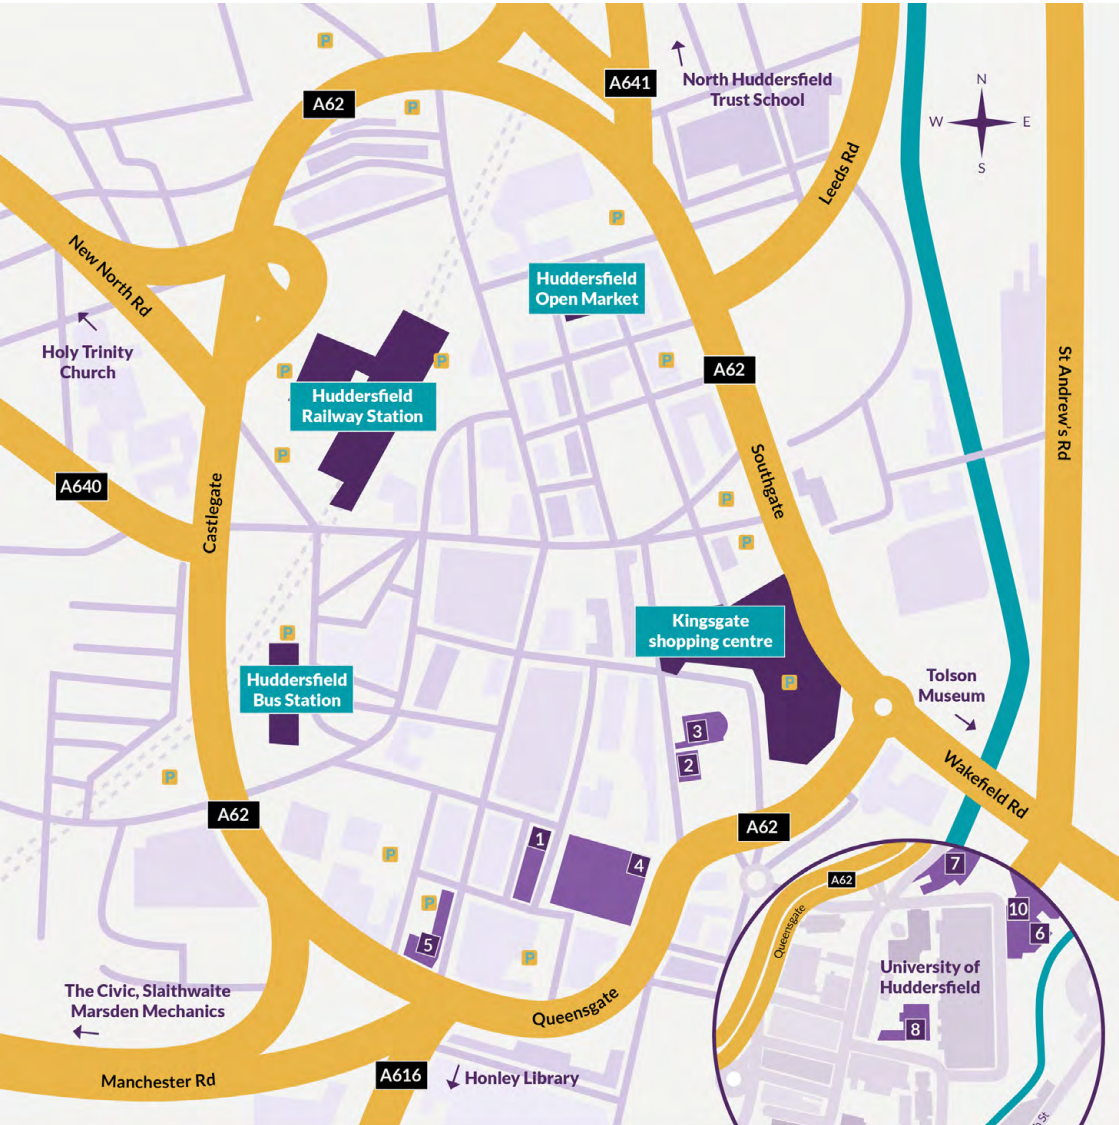 P
A641
North Huddersfield
Trust School
N
W
E
S
A62
P
Leeds Rd
P
New North Rd
Huddersfield
Open Market
Holy Trinity
Church
P
P
P
A62
St Andrew's Rd
Huddersfield
Railway Station
P
Southgate
A640
Castlegate
P
P
Kingsgate
shopping centre
P
Huddersfield
Bus Station
P
Tolson
Museum
3
2
P
Wakefield Rd
A62
A62
1
4
P
7
A62
P
5
10
6
Queensgate
P
University of
Huddersfield
The Civic, Slaithwaite
Marsden Mechanics
Queensgate
8
Manchester Rd
A616
Honley Library
St